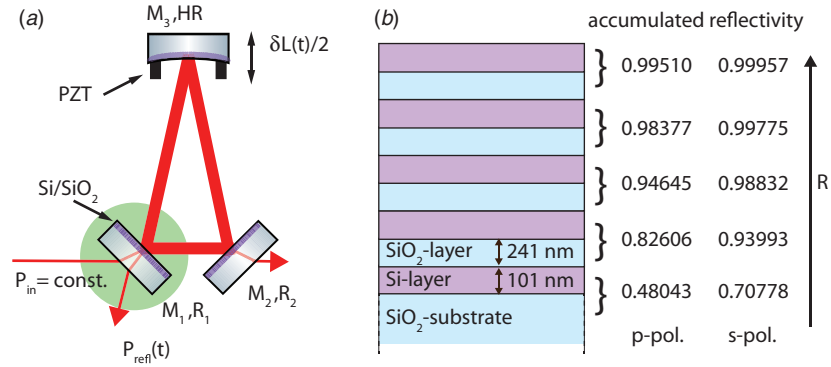 (a)
M3,HR
δL(t)/2
PZT
Si/SiO2
Pin= const.
M1,R1
M2,R2
Prefl(t)
(b)
accumulated reflectivity
0.99510 0.99957
0.98377 0.99775
0.94645 0.98832
R
0.82606 0.93993
SiO2-layer 241 nm
Si-layer 101 nm
0.48043 0.70778
SiO2-substrate
p-pol. s-pol.